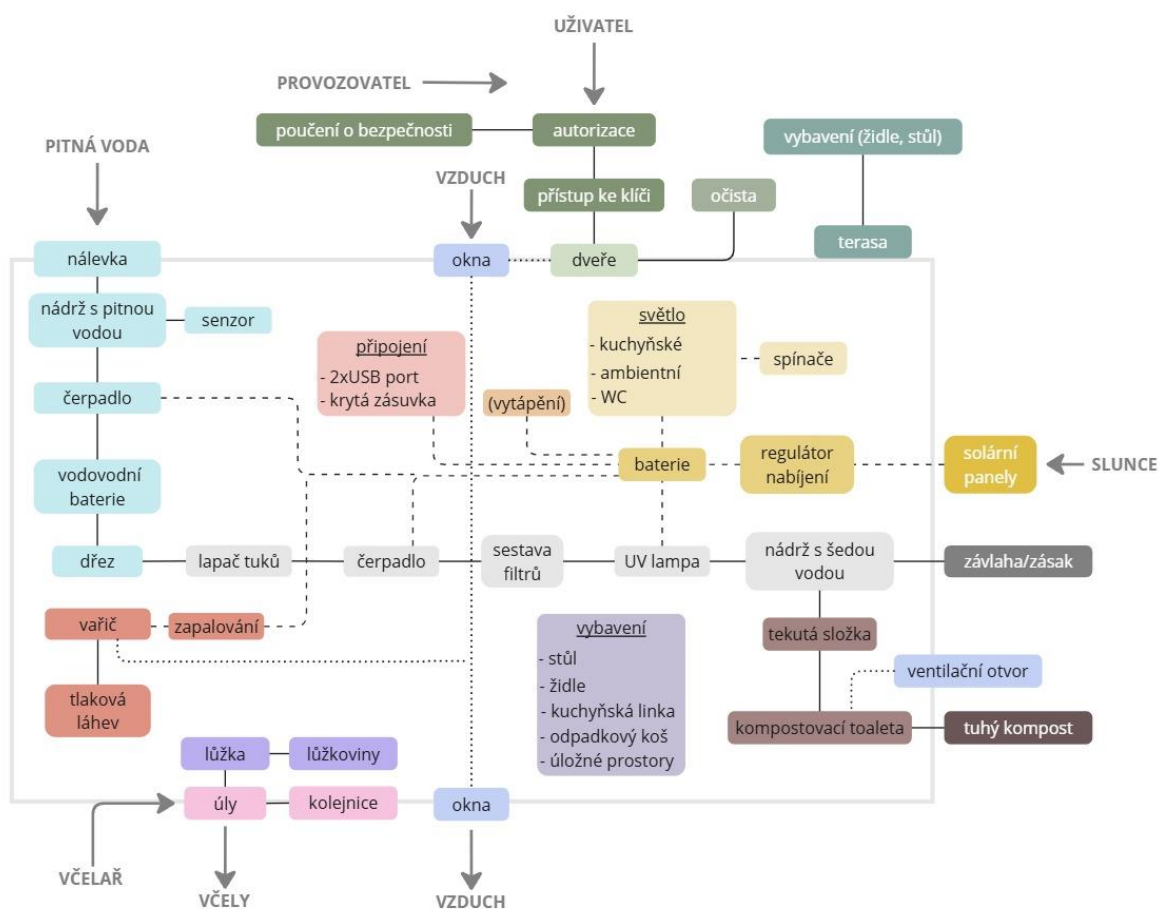 UŽIVATEL
PROVOZOVATEL
poučení o bezpečnosti
autorizace
vybavení (židle, stůl)
PITNÁ VODA
VZDUCH
přístup ke klíči
očista
terasa
nálevka
okna
dveře
nádrž s pitnou
vodou
senzor
připojení
- 2xUSB port
- krytá zásuvka
světlo
- kuchyňské
- ambientní
- WC
spínače
čerpadlo
(vytápění)
baterie
regulátor
nabíjení
solární
panely
SLUNCE
vodovodní
baterie
dřez
lapač tuků
čerpadlo
sestava
filtrů
UV lampa
nádrž s šedou
vodou
závlaha/zásak
vařič
zapalování
vybavení
- stůl
- židle
- kuchyňská linka
- odpadkový koš
- úložné prostory
tekutá složka
ventilační otvor
tlaková
láhev
kompostovací toaleta
tuhý kompost
lůžka
lůžkoviny
úly
kolejnice
okna
VČELAŘ
VČELY
VZDUCH